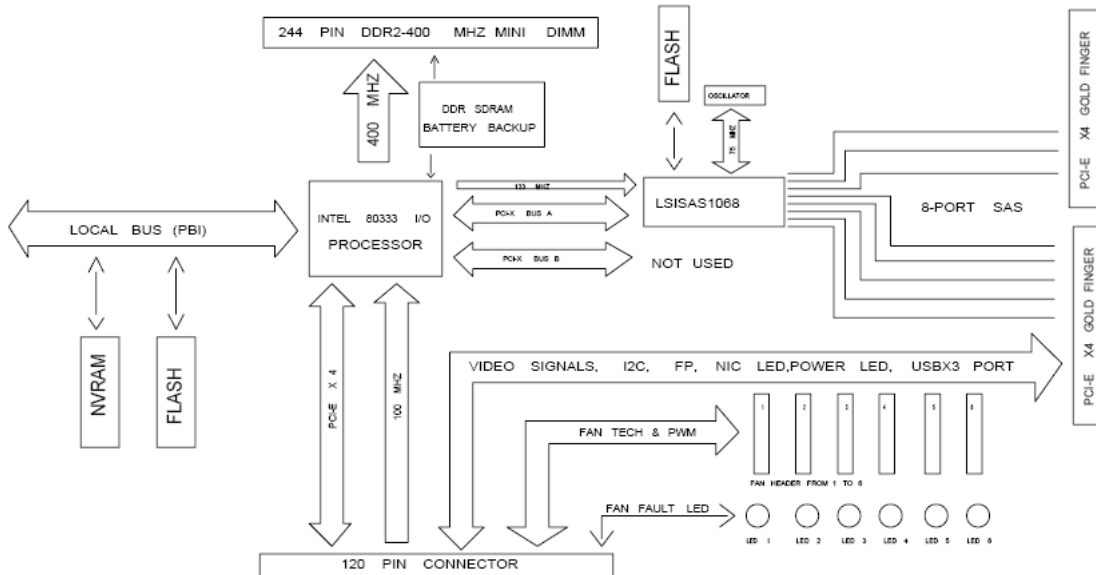 244 PIN DDR2-400 MHZ MINI DIMM
400 MHZ
DDR SDRAM
BATTERY BACKUP
FLASH
OSCILLATOR
75 MHZ
PCI-E X4 GOLD FINGER
INTEL 80333 I/O
PROCESSOR
133 MHZ
PCI-X BUS A
PCI-X BUS B
LSISAS1068
NOT USED
8-PORT SAS
LOCAL BUS (PBI)
NVRAM
FLASH
PCI-E X 4
100 MHZ
PCI-E X4 GOLD FINGER
VIDEO SIGNALS, I2C, FP, NIC LED,POWER LED, USBX3 PORT
FAN TECH & PWM
1 2 3 4 5 6
FAN HEADER FROM 1 TO 6
FAN FAULT LED
LED 1 LED 2 LED 3 LED 4 LED 5 LED 6
120 PIN CONNECTOR